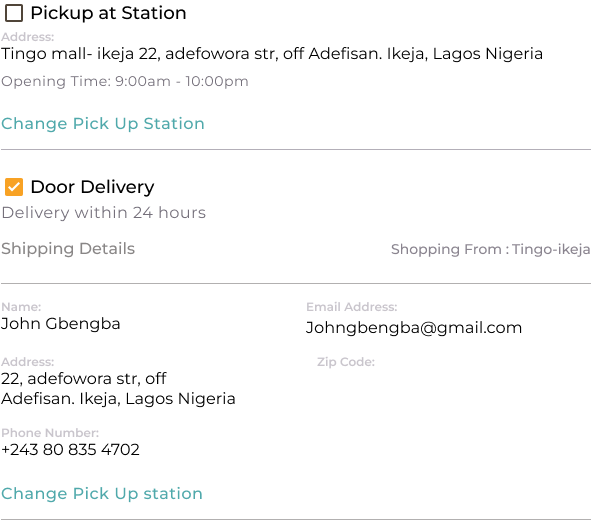 Pickup at Station
Address:
Tingo mall- ikeja 22, adefowora str, off Adefisan. Ikeja, Lagos Nigeria
Opening Time: 9:00am - 10:00pm
Change Pick Up Station
Door Delivery
Delivery within 24 hours
Shipping Details
Shopping From : Tingo-ikeja
Name:
John Gbengba
Email Address:
Johngbengba@gmail.com
Address:
22, adefowora str, off
Adefisan. Ikeja, Lagos Nigeria
Zip Code:
Phone Number:
+243 80 835 4702
Change Pick Up station